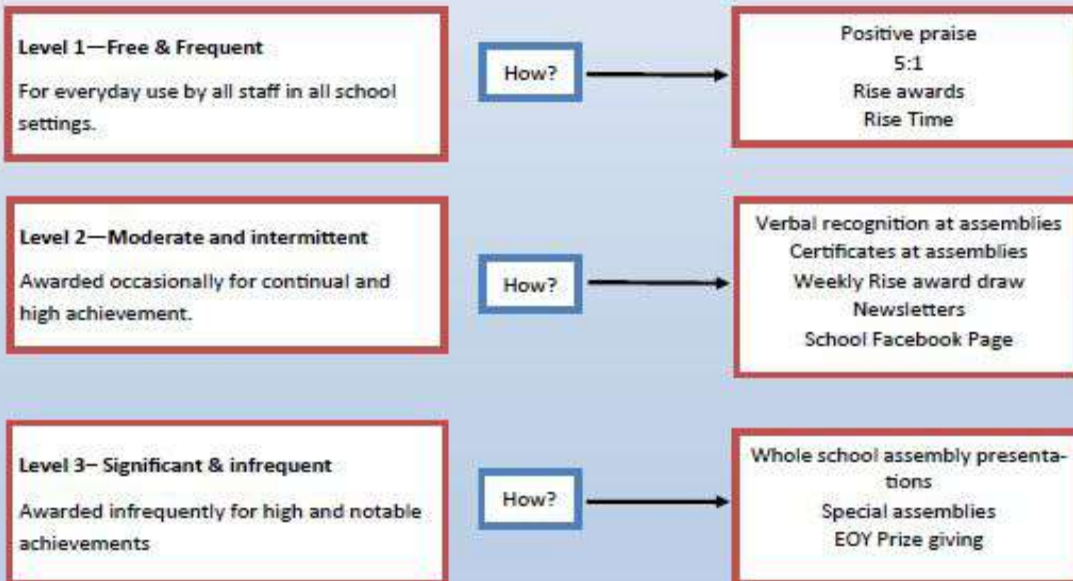 Level 1—Free & Frequent
For everyday use by all staff in all school
settings.
How?
Positive praise
5:1
Rise awards
Rise Time
Level 2—Moderate and intermittent
Awarded occasionally for continual and
high achievement.
How?
Verbal recognition at assemblies
Certificates at assemblies
Weekly Rise award draw
Newsletters
School Facebook Page
Level 3– Significant & infrequent
Awarded infrequently for high and notable
achievements
How?
Whole school assembly presenta-
tions
Special assemblies
EOY Prize giving